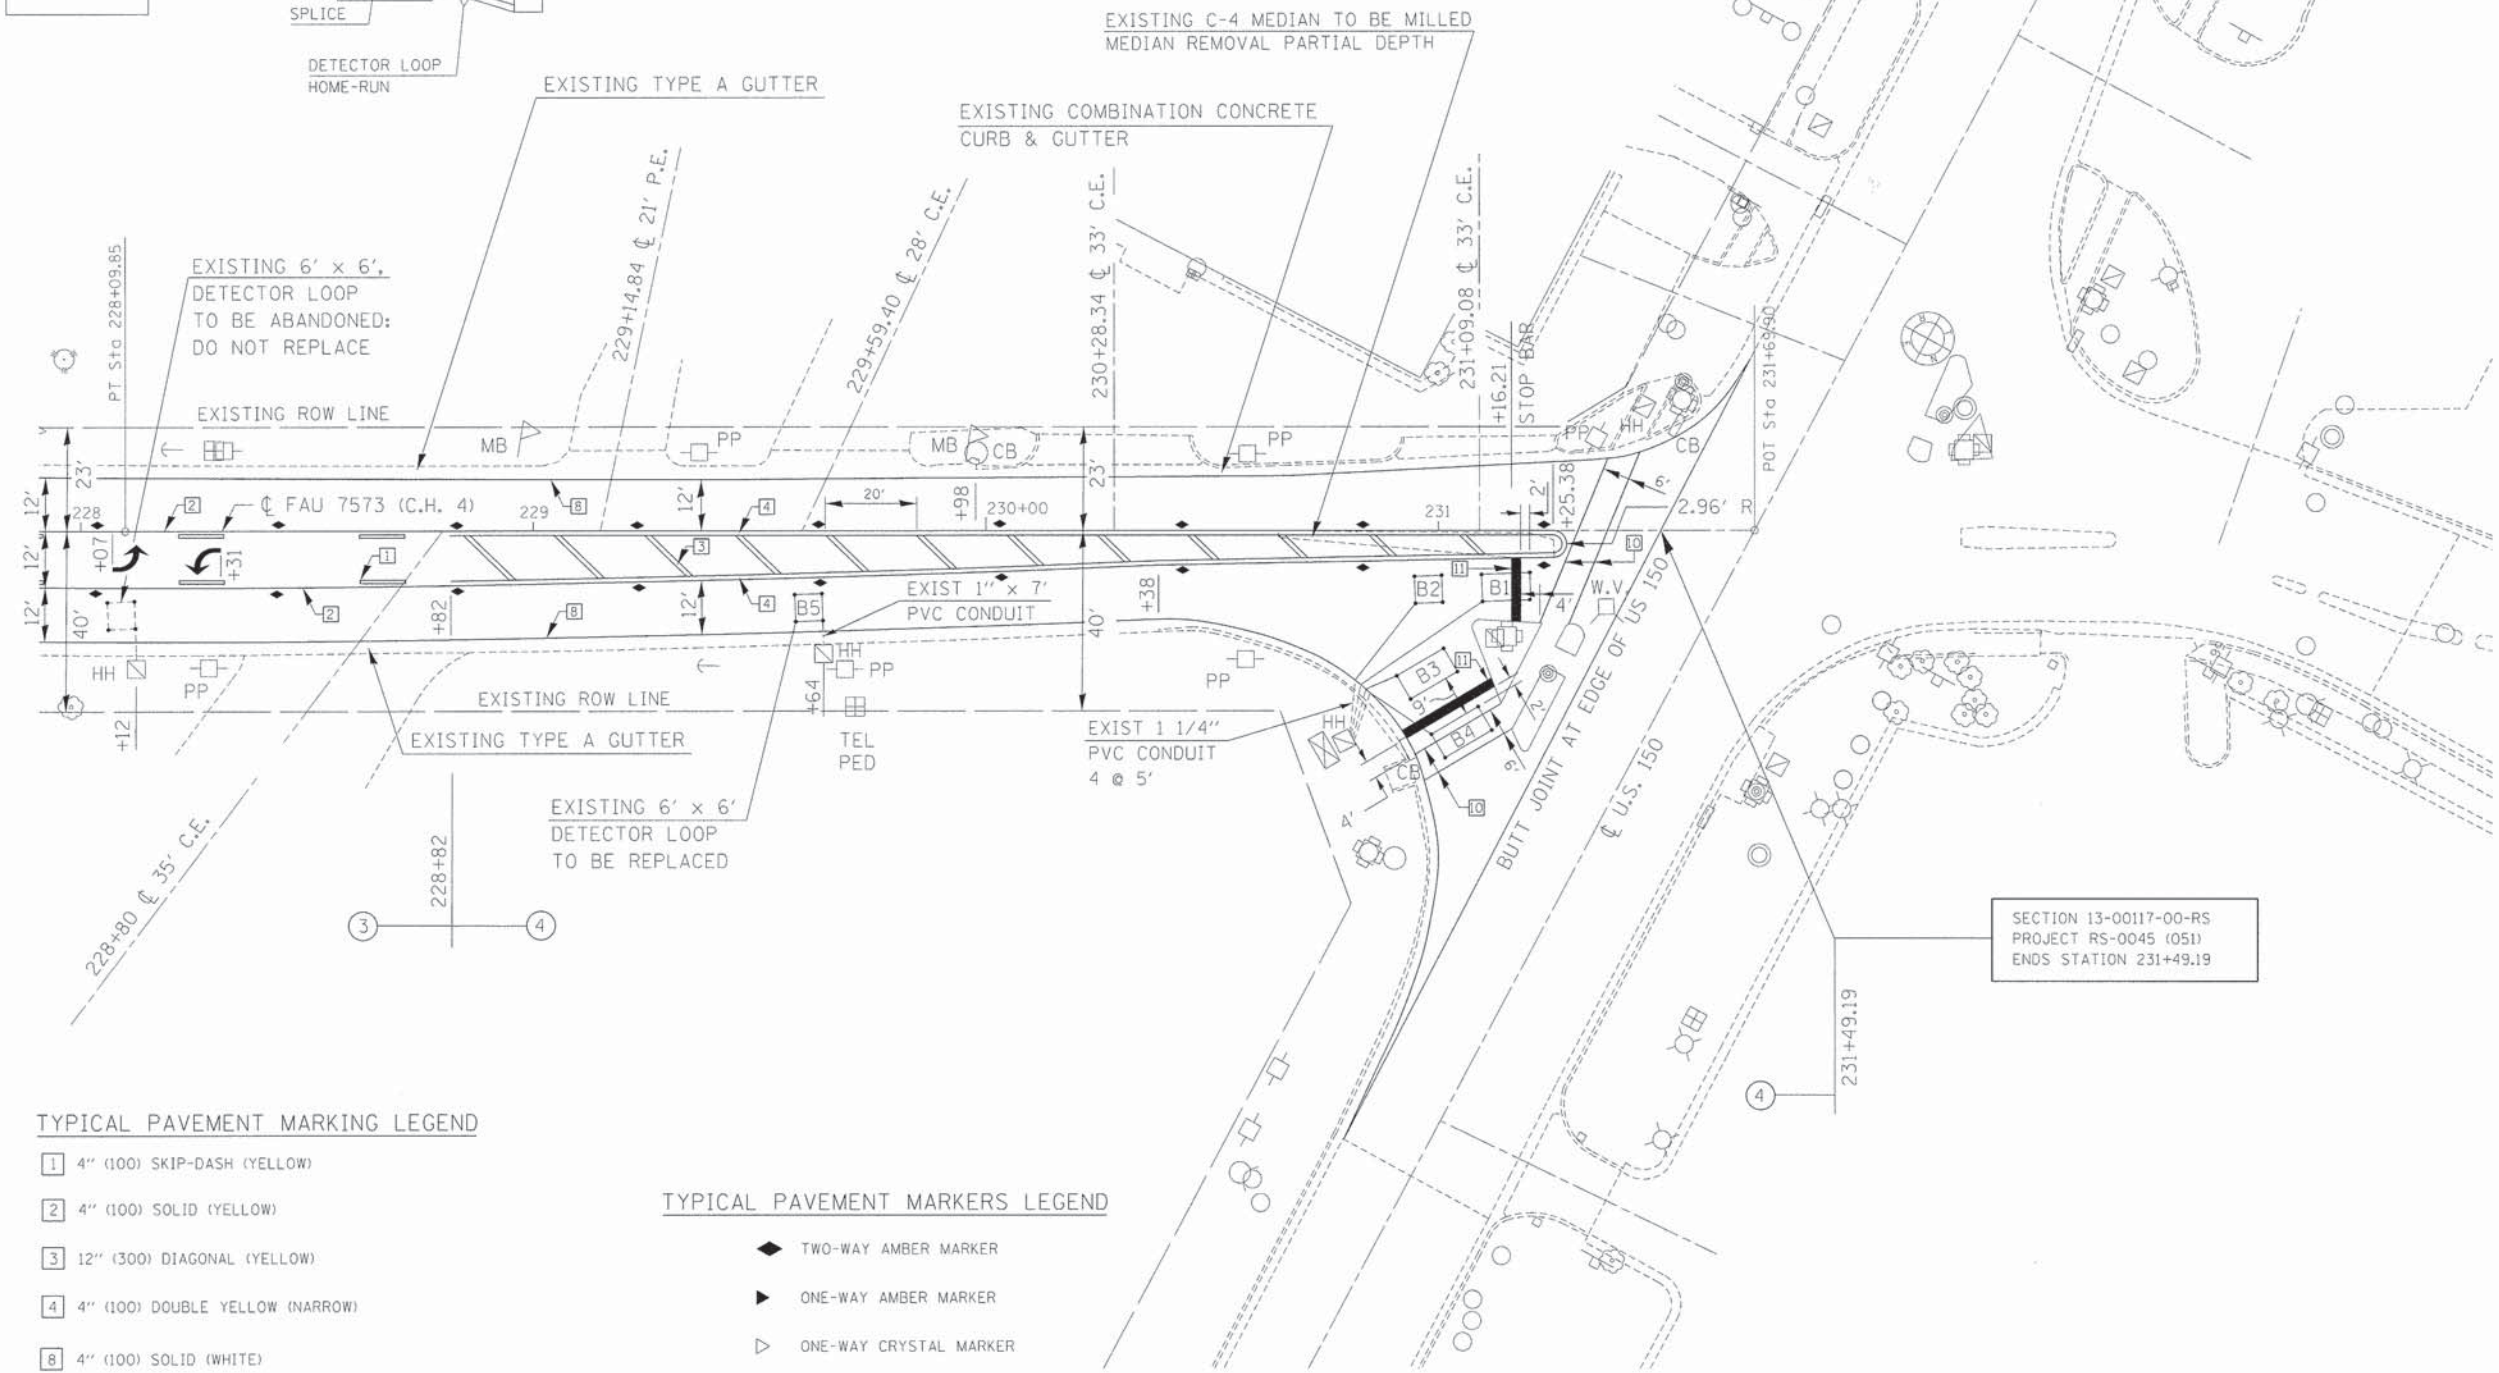 SPLICE
DETECTOR LOOP
HOME-RUN
EXISTING TYPE A GUTTER
EXISTING C-4 MEDIAN TO BE MILLED
MEDIAN REMOVAL PARTIAL DEPTH
EXISTING COMBINATION CONCRETE
CURB & GUTTER
PT Sta 228+09.85
EXISTING 6' x 6',
DETECTOR LOOP
TO BE ABANDONED:
DO NOT REPLACE
229+14.84 ℄ 21' P.E.
229+59.40 ℄ 28' C.E.
230+28.34 ℄ 33' C.E.
231+09.08 ℄ 33' C.E.
+16.21
STOP BAR
POT Sta 231+69.90
EXISTING ROW LINE
MB
PP
MB
CB
PP
PP
HH
CB
23'
12'
228
2
℄ FAU 7573 (C.H. 4)
229
8
12'
4
20'
+98
230+00
23'
231
2'
+25.38
6'
2.96' R
12'
+07
+31
1
3
10
12'
40'
2
+82
8
12'
4
B5
EXIST 1" x 7'
PVC CONDUIT
+38
40'
B2
11
B1
4'
W.V.
HH
PP
+12
HH
PP
+64
PP
B3
11
9'
B4
2'
6'
EXISTING ROW LINE
EXISTING TYPE A GUTTER
TEL
PED
EXIST 1 1/4"
PVC CONDUIT
4 @ 5'
HH
CB
4'
10
BUTT JOINT AT EDGE OF US 150
℄ U.S. 150
EXISTING 6' x 6'
DETECTOR LOOP
TO BE REPLACED
228+80 ℄ 35' C.E.
228+82
3
4
SECTION 13-00117-00-RS
PROJECT RS-0045 (051)
ENDS STATION 231+49.19
231+49.19
4
TYPICAL PAVEMENT MARKING LEGEND
1 4" (100) SKIP-DASH (YELLOW)
2 4" (100) SOLID (YELLOW)
3 12" (300) DIAGONAL (YELLOW)
4 4" (100) DOUBLE YELLOW (NARROW)
8 4" (100) SOLID (WHITE)
TYPICAL PAVEMENT MARKERS LEGEND
TWO-WAY AMBER MARKER
ONE-WAY AMBER MARKER
ONE-WAY CRYSTAL MARKER